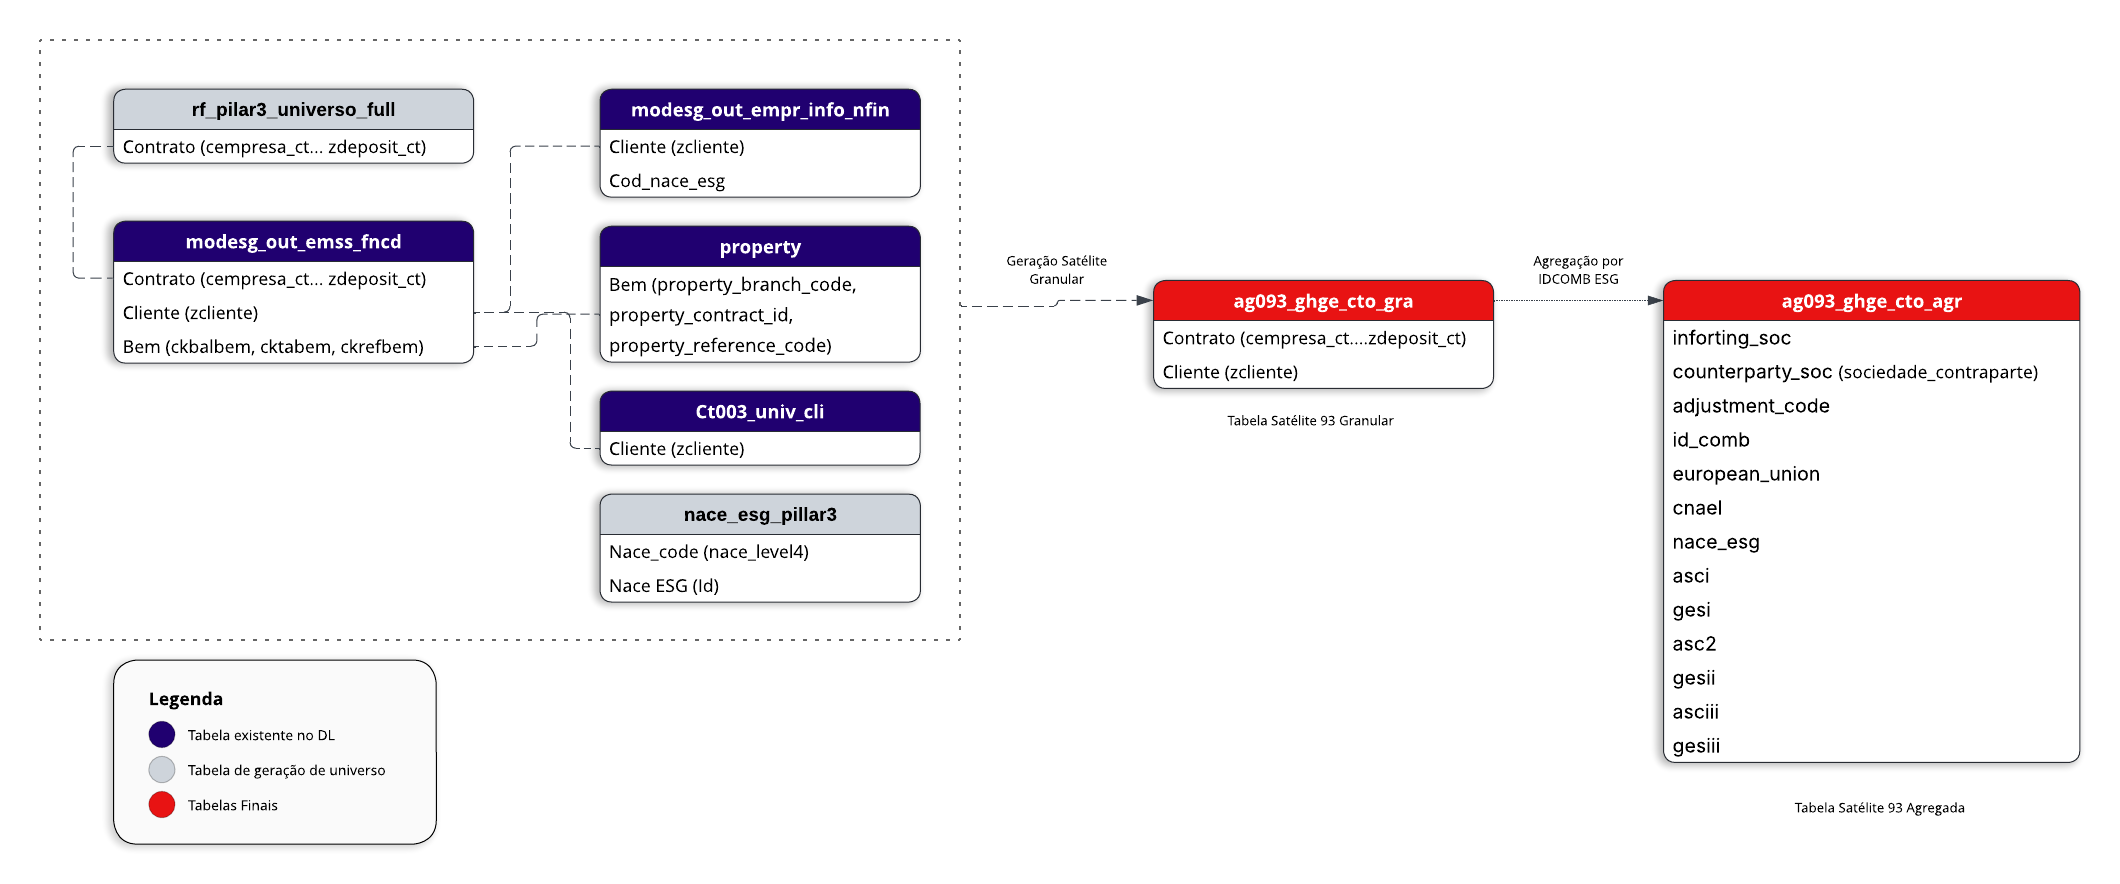 rf_pilar3_universo_full
Contrato (cempresa_ct... zdeposit_ct)
modesg_out_emss_fncd
Contrato (cempresa_ct... zdeposit_ct)
Cliente (zcliente)
Bem (ckbalbem, cktabem, ckrefbem)
modesg_out_empr_info_nfin
Cliente (zcliente)
Cod_nace_esg
property
Bem (property_branch_code,
property_contract_id,
property_reference_code)
Ct003_univ_cli
Cliente (zcliente)
nace_esg_pillar3
Nace_code (nace_level4)
Nace ESG (Id)
Geração Satélite
Granular
ag093_ghge_cto_gra
Contrato (cempresa_ct....zdeposit_ct)
Cliente (zcliente)
Tabela Satélite 93 Granular
Agregação por
IDCOMB ESG
ag093_ghge_cto_agr
inforting_soc
counterparty_soc (sociedade_contraparte)
adjustment_code
id_comb
european_union
cnael
nace_esg
asci
gesi
asc2
gesii
asciii
gesiii
Tabela Satélite 93 Agregada
Legenda
Tabela existente no DL
Tabela de geração de universo
Tabelas Finais